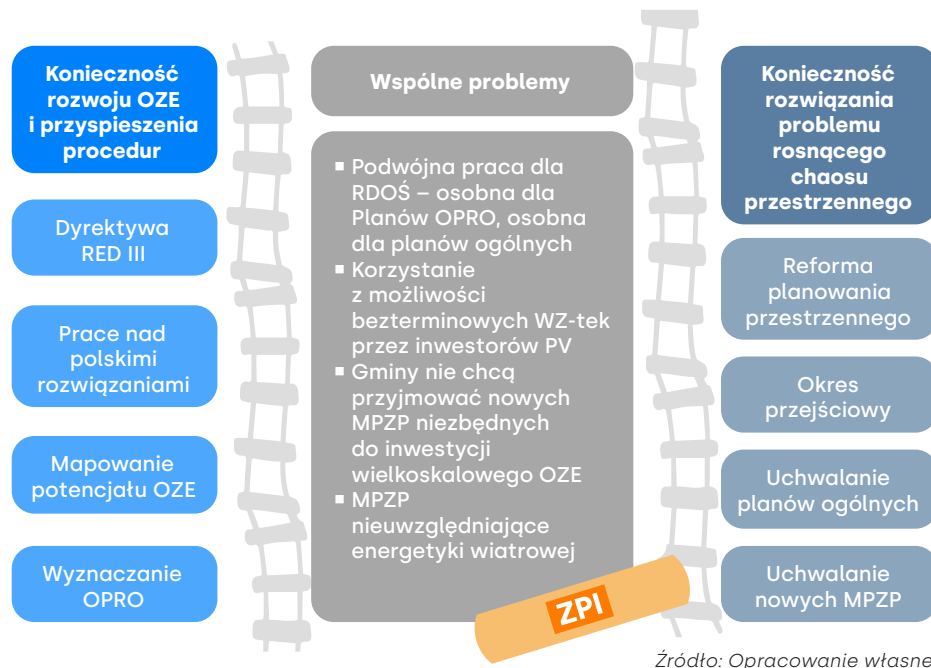 Konieczność
rozwoju OZE
i przyspieszenia
procedur
Dyrektywa
RED III
Prace nad
polskimi
rozwiązaniami
Mapowanie
potencjału OZE
Wyznaczanie
OPRO
Wspólne problemy
▪ Podwójna praca dla
RDOŚ – osobna dla
Planów OPRO, osobna
dla planów ogólnych
▪ Korzystanie
z możliwości
bezterminowych WZ-tek
przez inwestorów PV
▪ Gminy nie chcą
przyjmować nowych
MPZP niezbędnych
do inwestycji
wielkoskalowego OZE
▪ MPZP
nieuwzględniające
energetyki wiatrowej
ZPI
Konieczność
rozwiązania
problemu
rosnącego
chaosu
przestrzennego
Reforma
planowania
przestrzennego
Okres
przejściowy
Uchwalanie
planów ogólnych
Uchwalanie
nowych MPZP
Źródło: Opracowanie własne